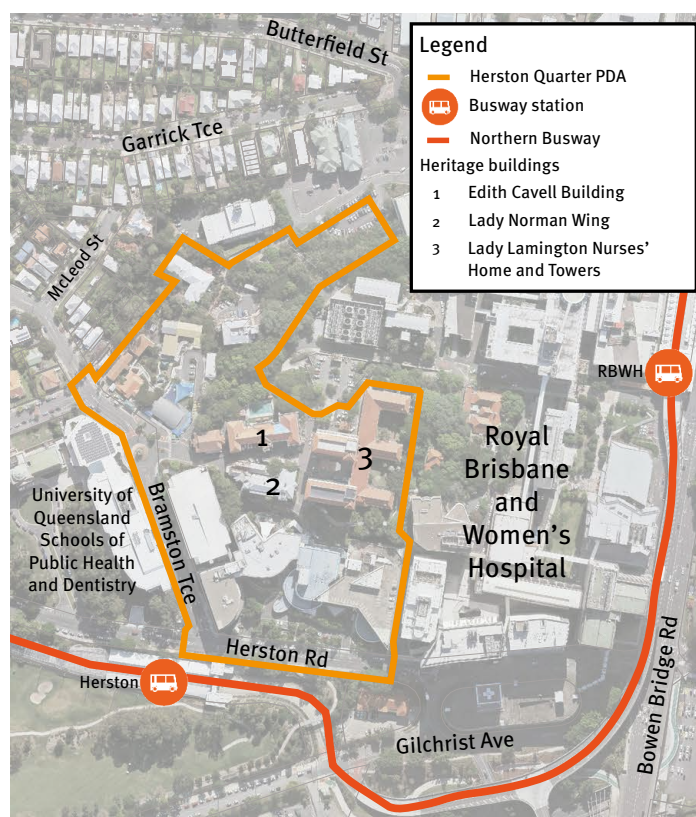 Butterfield St
Garrick Tce
McLeod St
Legend
Herston Quarter PDA
Busway station
Northern Busway
Heritage buildings
1 Edith Cavell Building
2 Lady Norman Wing
3 Lady Lamington Nurses’
Home and Towers
RBWH
1
2
3
Royal
Brisbane
and
Women’s
Hospital
University of
Queensland
Schools of
Public Health
and Dentistry
Bramston Tce
Herston Rd
Herston
Gilchrist Ave
Bowen Bridge Rd